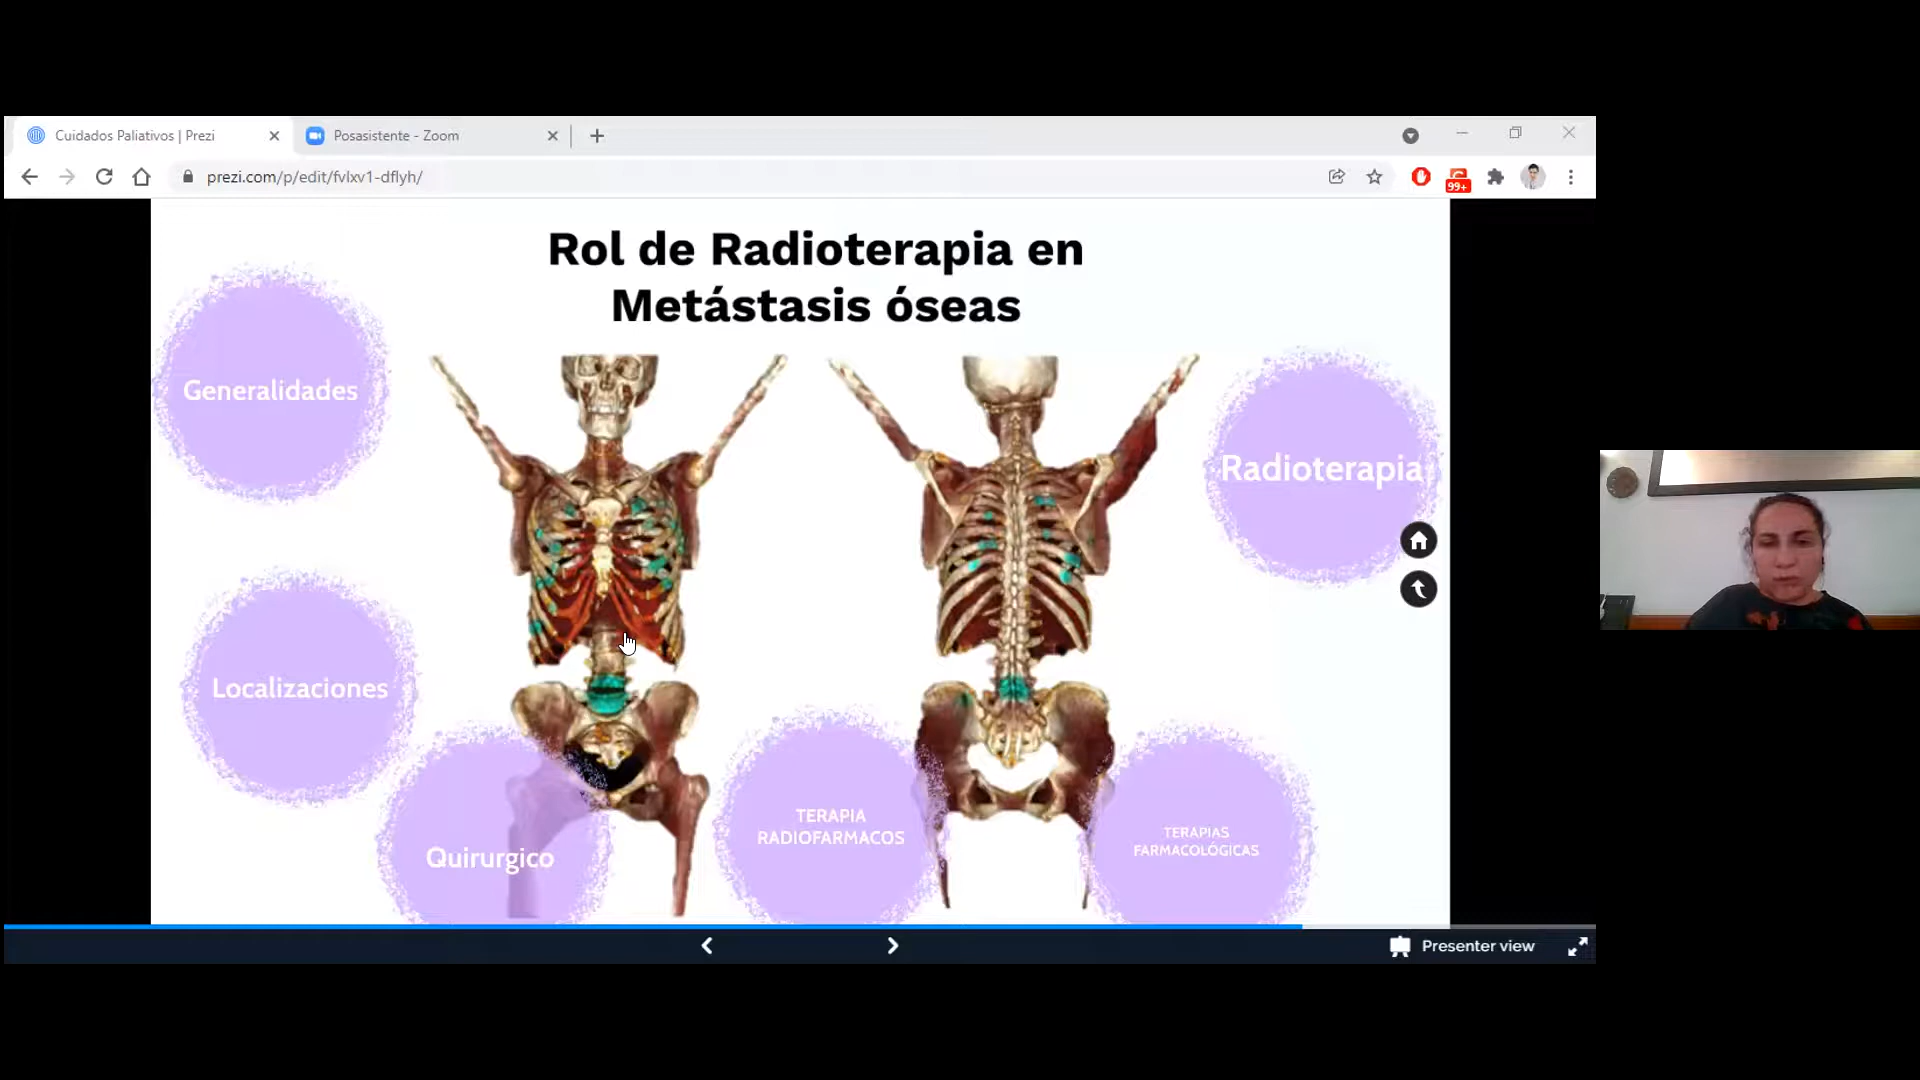 Cuidados Paliativos | Prezi
Posasistente - Zoom
prezi.com/p/edit/fvlxv1-dflyh/
99+
Rol de Radioterapia en
Metástasis óseas
Generalidades
Radioterapia
Localizaciones
Quirurgico
TERAPIA
RADIOFARMACOS
TERAPIAS
FARMACOLÓGICAS
Presenter view